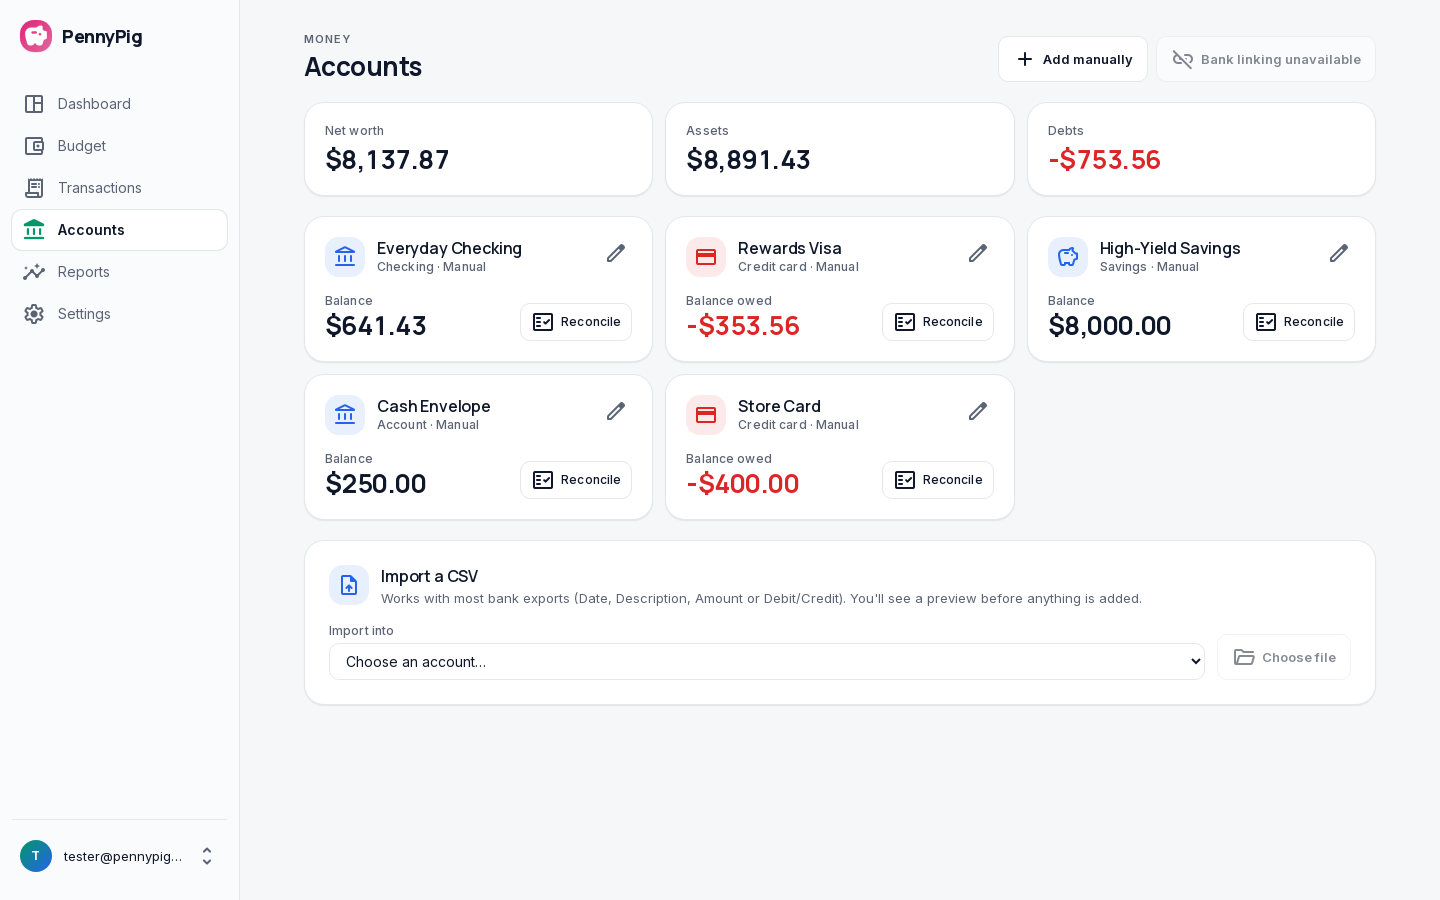 PennyPig
Dashboard
Budget
Transactions
Accounts
Reports
Settings
T
tester@pennypig...
MONEY
Accounts
Add manually
Bank linking unavailable
Net worth
$8,137.87
Assets
$8,891.43
Debts
-$753.56
Everyday Checking
Checking · Manual
Balance
$641.43
Reconcile
Rewards Visa
Credit card · Manual
Balance owed
-$353.56
Reconcile
High-Yield Savings
Savings · Manual
Balance
$8,000.00
Reconcile
Cash Envelope
Account · Manual
Balance
$250.00
Reconcile
Store Card
Credit card · Manual
Balance owed
-$400.00
Reconcile
Import a CSV
Works with most bank exports (Date, Description, Amount or Debit/Credit). You'll see a preview before anything is added.
Import into
Choose an account...
Choose file